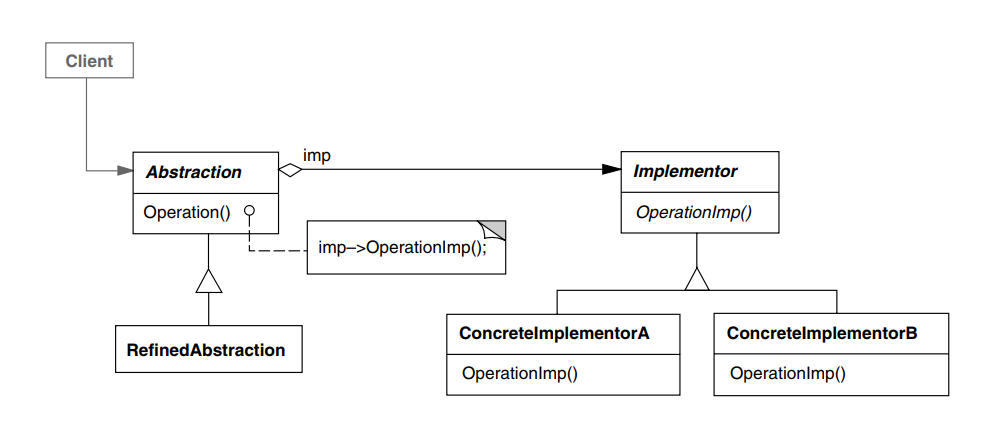 Client
imp
Abstraction
Implementor
Operation()
OperationImp()
imp–>OperationImp();
RefinedAbstraction
ConcreteImplementorA
ConcreteImplementorB
OperationImp()
OperationImp()